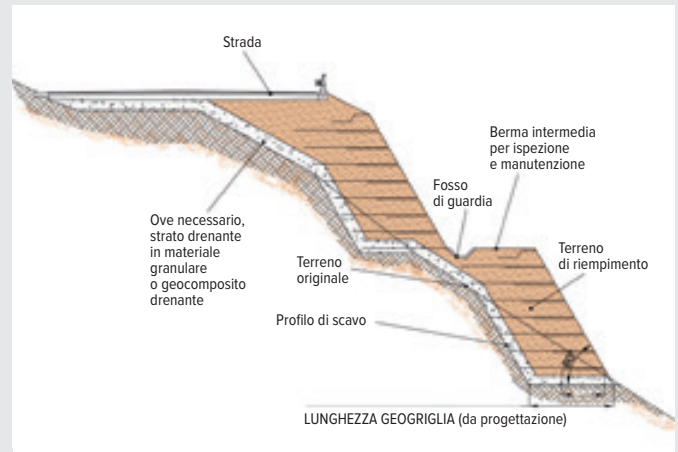 Strada
Berma intermedia
per ispezione
e manutenzione
Fosso
di guardia
Ove necessario,
strato drenante
in materiale
granulare
o geocomposito
drenante
Terreno
originale
Terreno
di riempimento
Profilo di scavo
LUNGHEZZA GEOGRIGLIA (da progettazione)